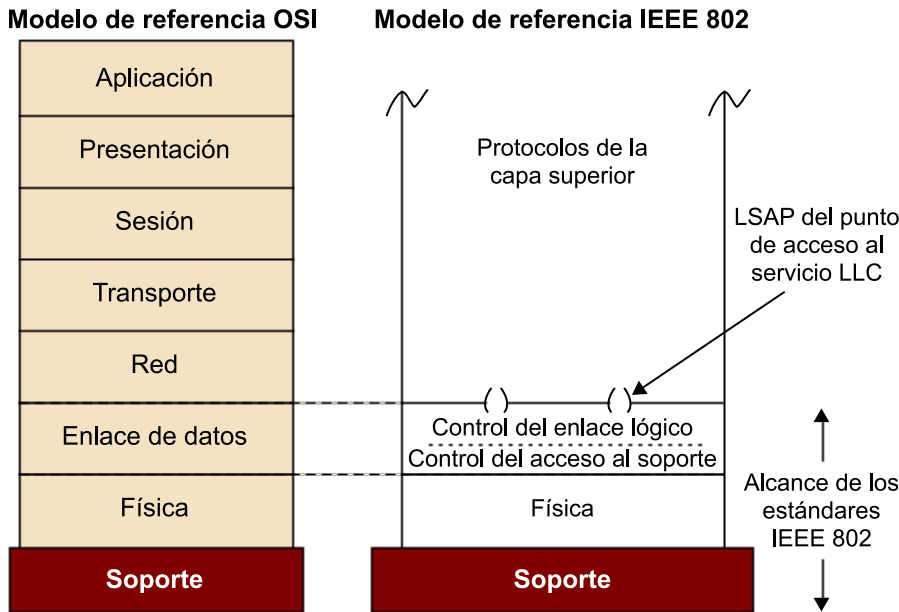 Modelo de referencia OSI
Modelo de referencia IEEE 802
Aplicación
Presentación
Sesión
Transporte
Red
Enlace de datos
Física
Soporte
Protocolos de la
capa superior
LSAP del punto
de acceso al
servicio LLC
Control del enlace lógico
Control del acceso al soporte
Física
Soporte
Alcance de los
estándares
IEEE 802